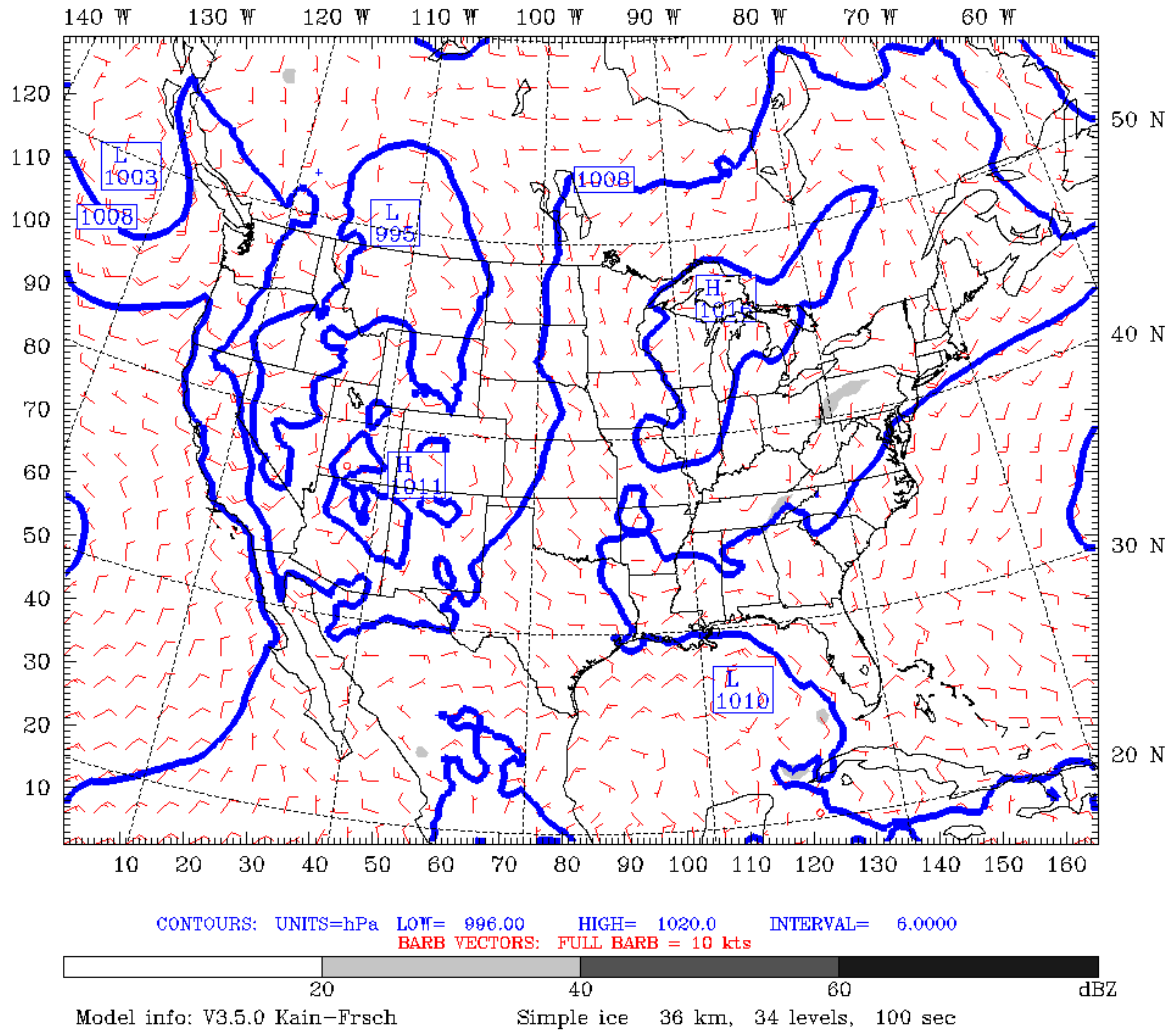 140 W 130 W 120 W 110 W 100 W 90 W 80 W 70 W 60 W
120
110
100
90
80
70
60
50
40
30
20
10
50 N
40 N
30 N
20 N
L
1003
1008
L
995
1008
H
H
1011
L
1010
10 20 30 40 50 60 70 80 90 100 110 120 130 140 150 160
CONTOURS: UNITS=hPa LOW= 996.00 HIGH= 1020.0 INTERVAL= 6.0000
BARB VECTORS: FULL BARB = 10 kts
20 40 60 dBZ
Model info: V3.5.0 Kain-Frsch Simple ice 36 km, 34 levels, 100 sec